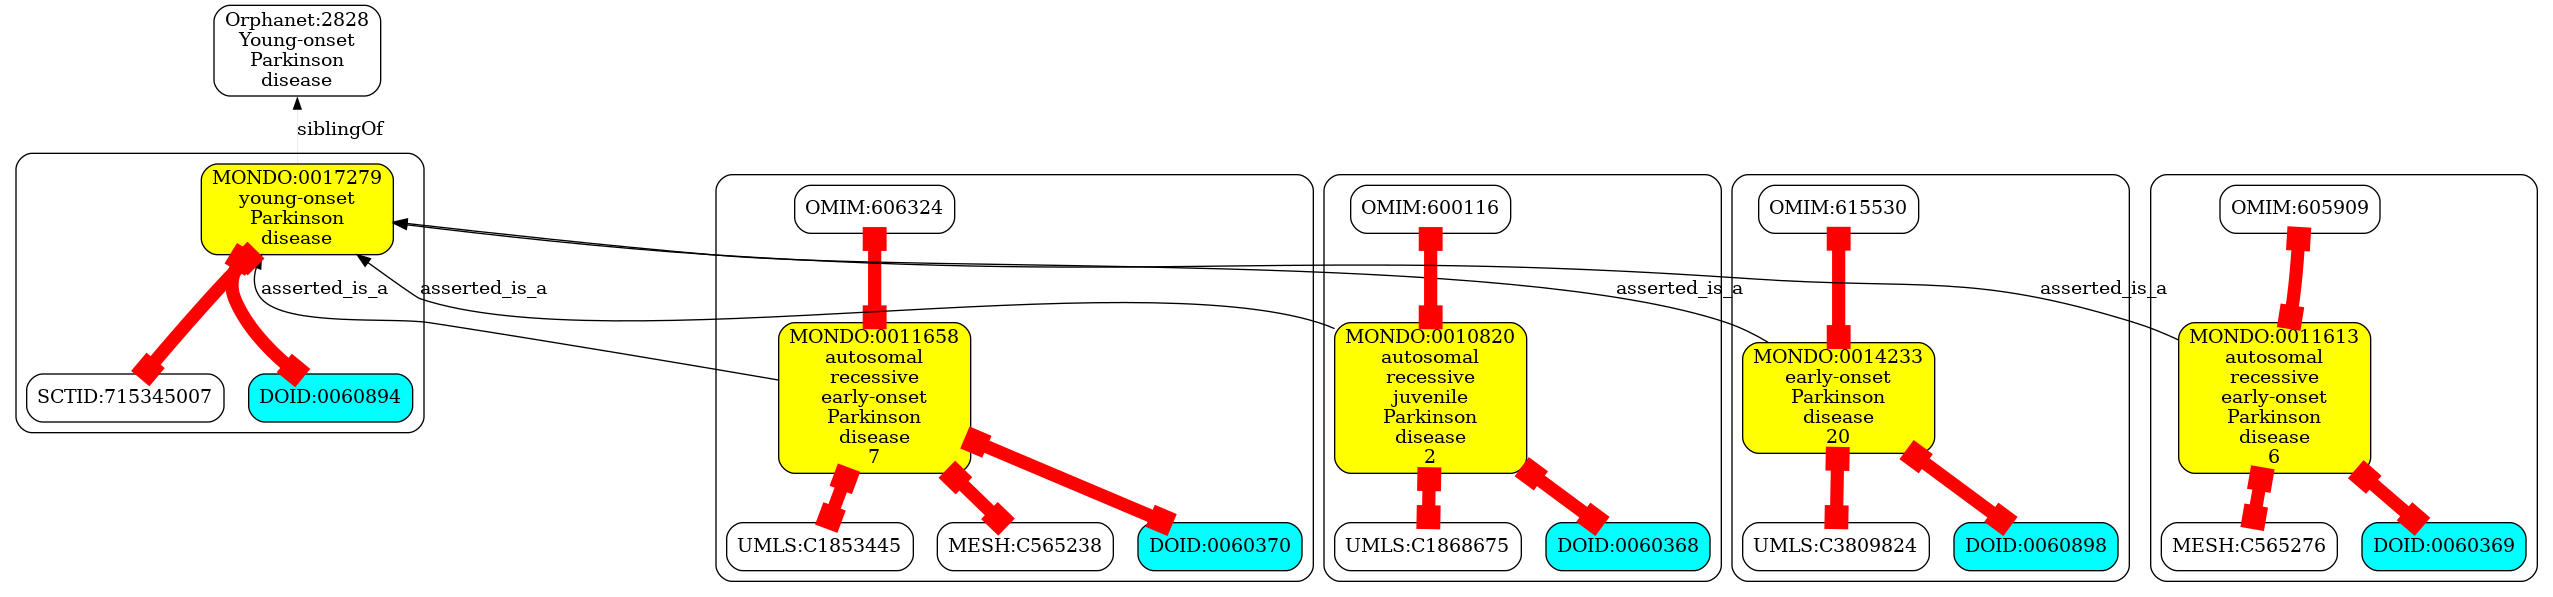 Orphanet:2828
Young-onset
Parkinson
disease
siblingOf
MONDO:0017279
young-onset
Parkinson
disease
OMIM:606324
OMIM:600116
OMIM:615530
OMIM:605909
asserted_is_a
asserted_is_a
asserted_is_a
asserted_is_a
SCTID:715345007
DOID:0060894
MONDO:0011658
autosomal
recessive
early-onset
Parkinson
disease
7
MONDO:0010820
autosomal
recessive
juvenile
Parkinson
disease
2
MONDO:0014233
early-onset
Parkinson
disease
20
MONDO:0011613
autosomal
recessive
early-onset
Parkinson
disease
6
UMLS:C1853445
MESH:C565238
DOID:0060370
UMLS:C1868675
DOID:0060368
UMLS:C3809824
DOID:0060898
MESH:C565276
DOID:0060369